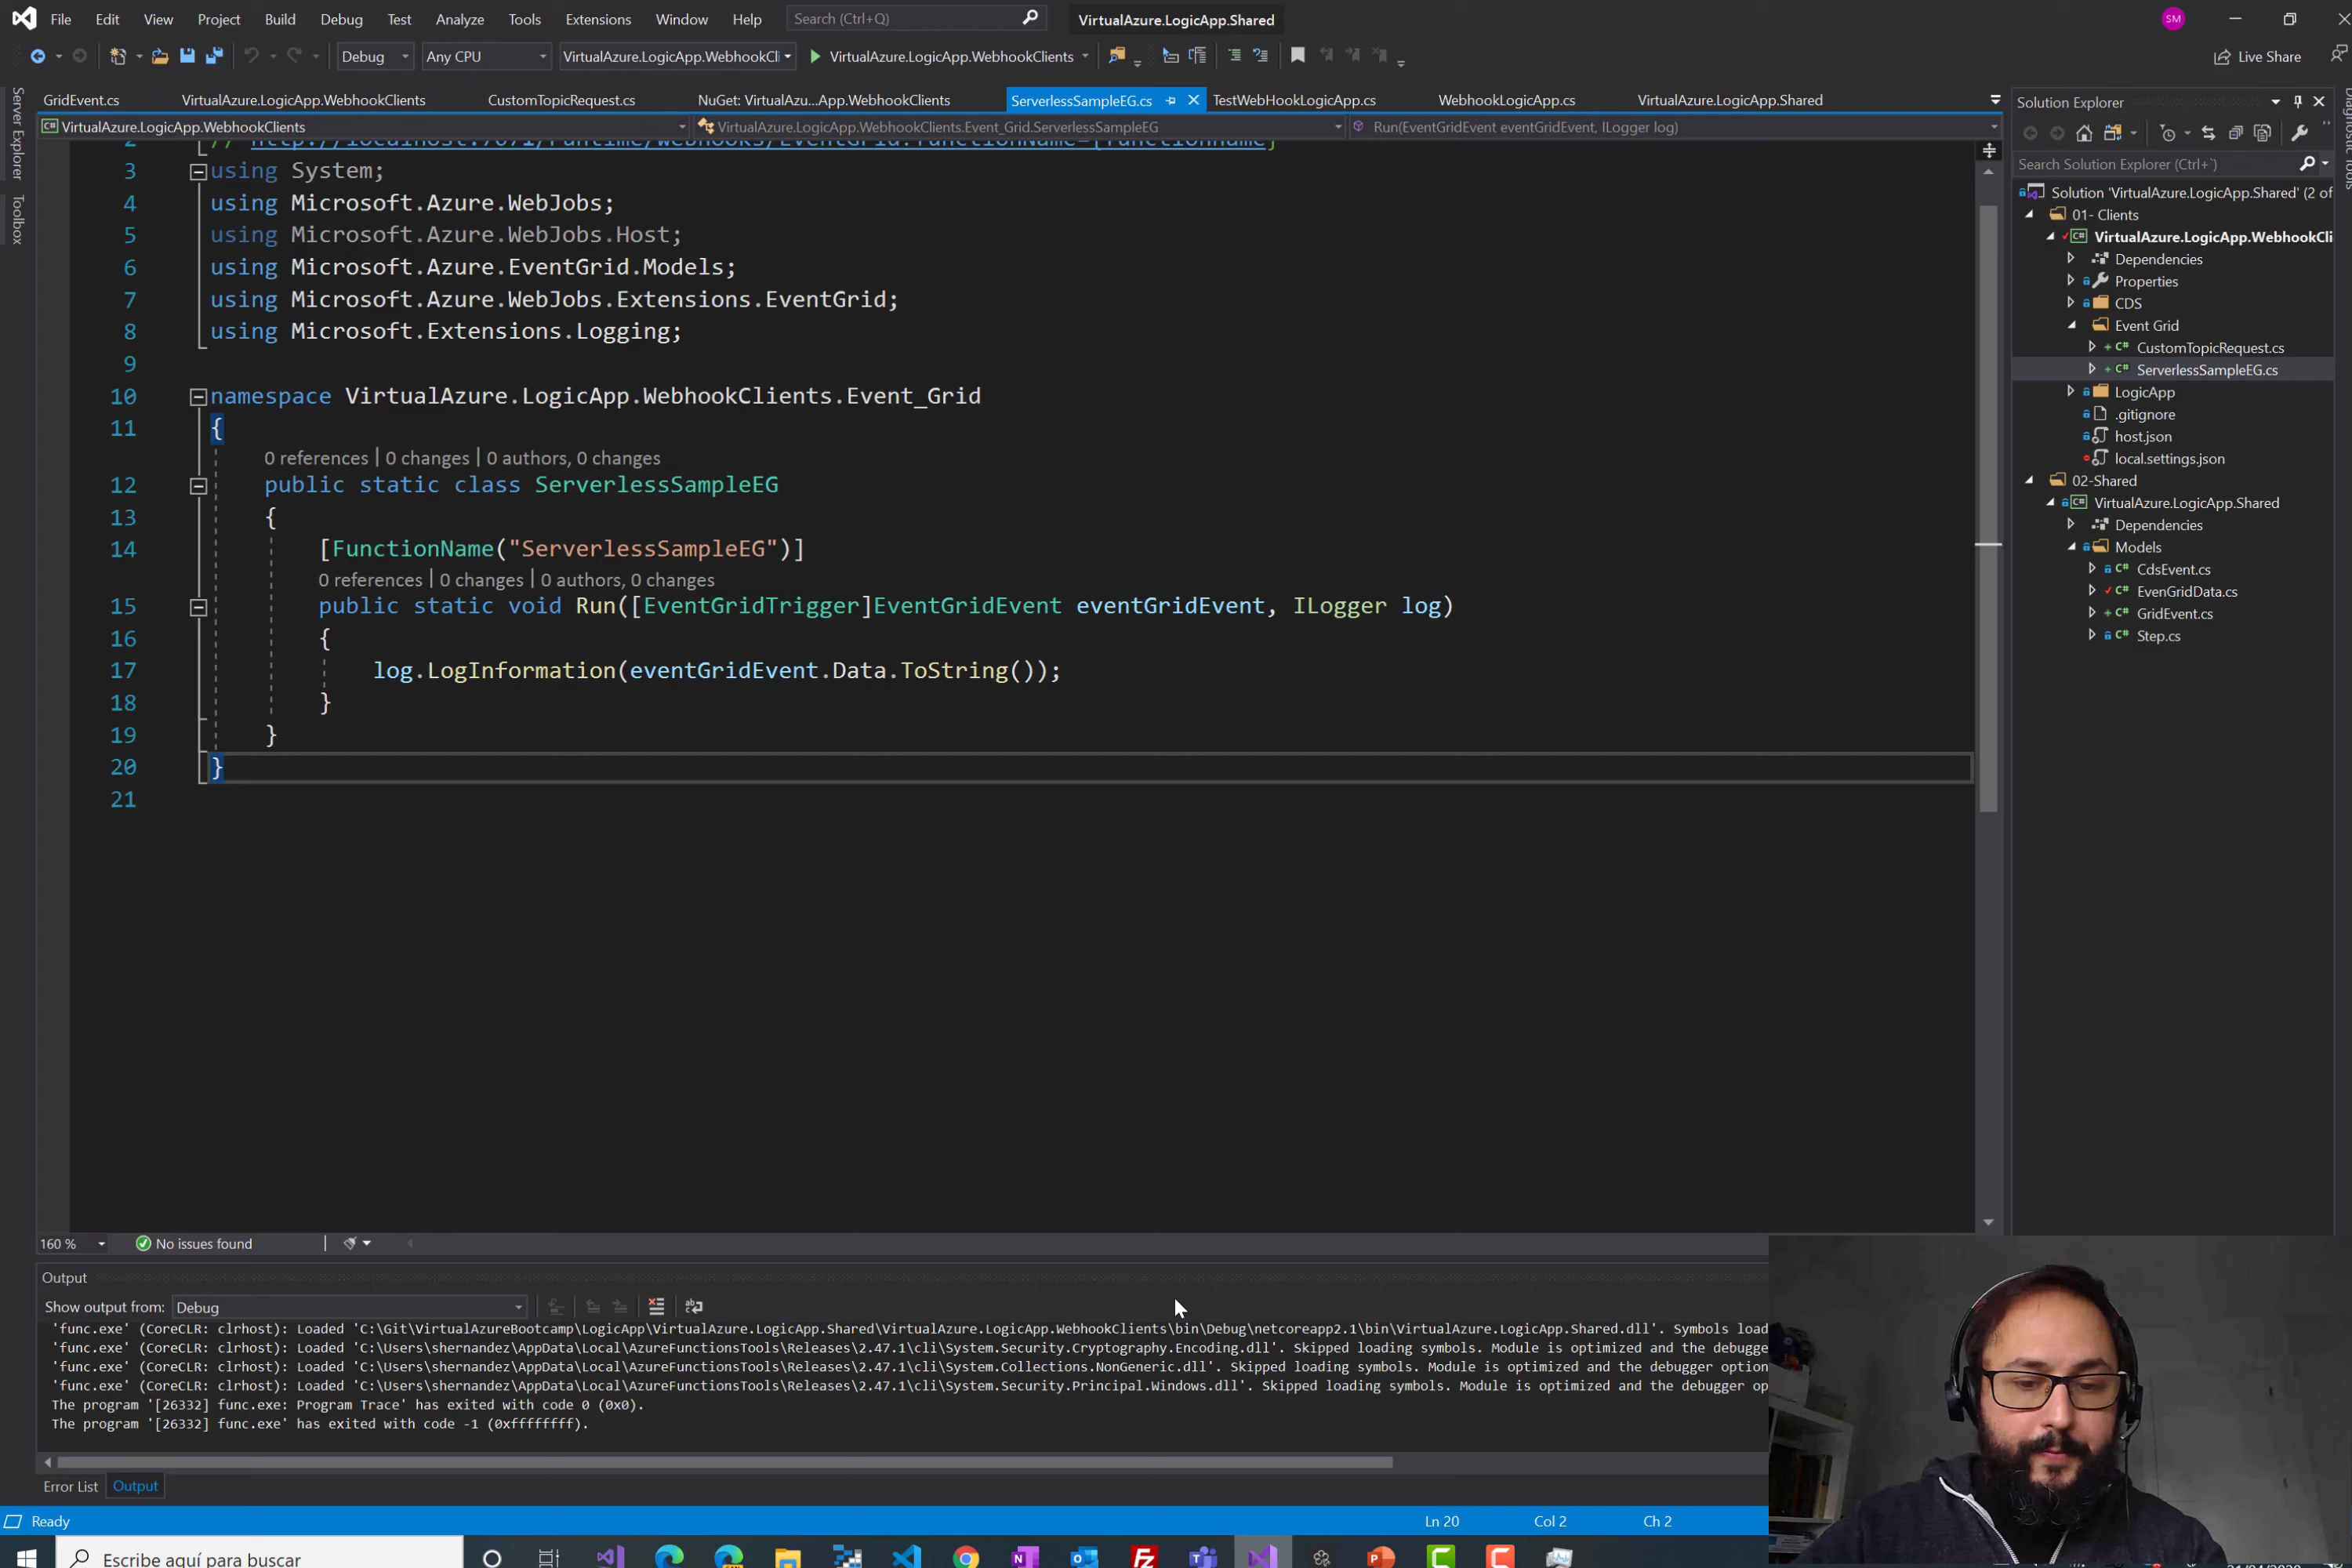 File Edit View Project Build Debug Test Analyze Tools Extensions Window Help Search (Ctrl+Q) VirtualAzure.LogicApp.Shared SM
Debug Any CPU VirtualAzure.LogicApp.WebhookCli VirtualAzure.LogicApp.WebhookClients Live Share
Server Explorer
Toolbox
GridEvent.cs VirtualAzure.LogicApp.WebhookClients CustomTopicRequest.cs NuGet: VirtualAzu...App.WebhookClients ServerlessSampleEG.cs TestWebHookLogicApp.cs WebhookLogicApp.cs VirtualAzure.LogicApp.Shared
VirtualAzure.LogicApp.WebhookClients VirtualAzure.LogicApp.WebhookClients.Event_Grid.ServerlessSampleEG Run(EventGridEvent eventGridEvent, ILogger log)
2 // http://localhost:7071/runtime/webhooks/EventGrid?functionName={functionname}
3 using System;
4 using Microsoft.Azure.WebJobs;
5 using Microsoft.Azure.WebJobs.Host;
6 using Microsoft.Azure.EventGrid.Models;
7 using Microsoft.Azure.WebJobs.Extensions.EventGrid;
8 using Microsoft.Extensions.Logging;
9
10 namespace VirtualAzure.LogicApp.WebhookClients.Event_Grid
11 {
0 references | 0 changes | 0 authors, 0 changes
12 public static class ServerlessSampleEG
13 {
14 [FunctionName("ServerlessSampleEG")]
0 references | 0 changes | 0 authors, 0 changes
15 public static void Run([EventGridTrigger]EventGridEvent eventGridEvent, ILogger log)
16 {
17 log.LogInformation(eventGridEvent.Data.ToString());
18 }
19 }
20 }
21
160 % No issues found
Output
Show output from: Debug
'func.exe' (CoreCLR: clrhost): Loaded 'C:\Git\VirtualAzureBootcamp\LogicApp\VirtualAzure.LogicApp.Shared\VirtualAzure.LogicApp.WebhookClients\bin\Debug\netcoreapp2.1\bin\VirtualAzure.LogicApp.Shared.dll'. Symbols load
'func.exe' (CoreCLR: clrhost): Loaded 'C:\Users\shernandez\AppData\Local\AzureFunctionsTools\Releases\2.47.1\cli\System.Security.Cryptography.Encoding.dll'. Skipped loading symbols. Module is optimized and the debugger
'func.exe' (CoreCLR: clrhost): Loaded 'C:\Users\shernandez\AppData\Local\AzureFunctionsTools\Releases\2.47.1\cli\System.Collections.NonGeneric.dll'. Skipped loading symbols. Module is optimized and the debugger option
'func.exe' (CoreCLR: clrhost): Loaded 'C:\Users\shernandez\AppData\Local\AzureFunctionsTools\Releases\2.47.1\cli\System.Security.Principal.Windows.dll'. Skipped loading symbols. Module is optimized and the debugger op
The program '[26332] func.exe: Program Trace' has exited with code 0 (0x0).
The program '[26332] func.exe' has exited with code -1 (0xffffffff).
Error List Output
Ready Ln 20 Col 2 Ch 2
Escribe aquí para buscar
Solution Explorer
Search Solution Explorer (Ctrl+`)
Solution 'VirtualAzure.LogicApp.Shared' (2 of
01- Clients
VirtualAzure.LogicApp.WebhookCli
Dependencies
Properties
CDS
Event Grid
CustomTopicRequest.cs
ServerlessSampleEG.cs
LogicApp
.gitignore
host.json
local.settings.json
02-Shared
VirtualAzure.LogicApp.Shared
Dependencies
Models
CdsEvent.cs
EvenGridData.cs
GridEvent.cs
Step.cs
Diagnostic Tools